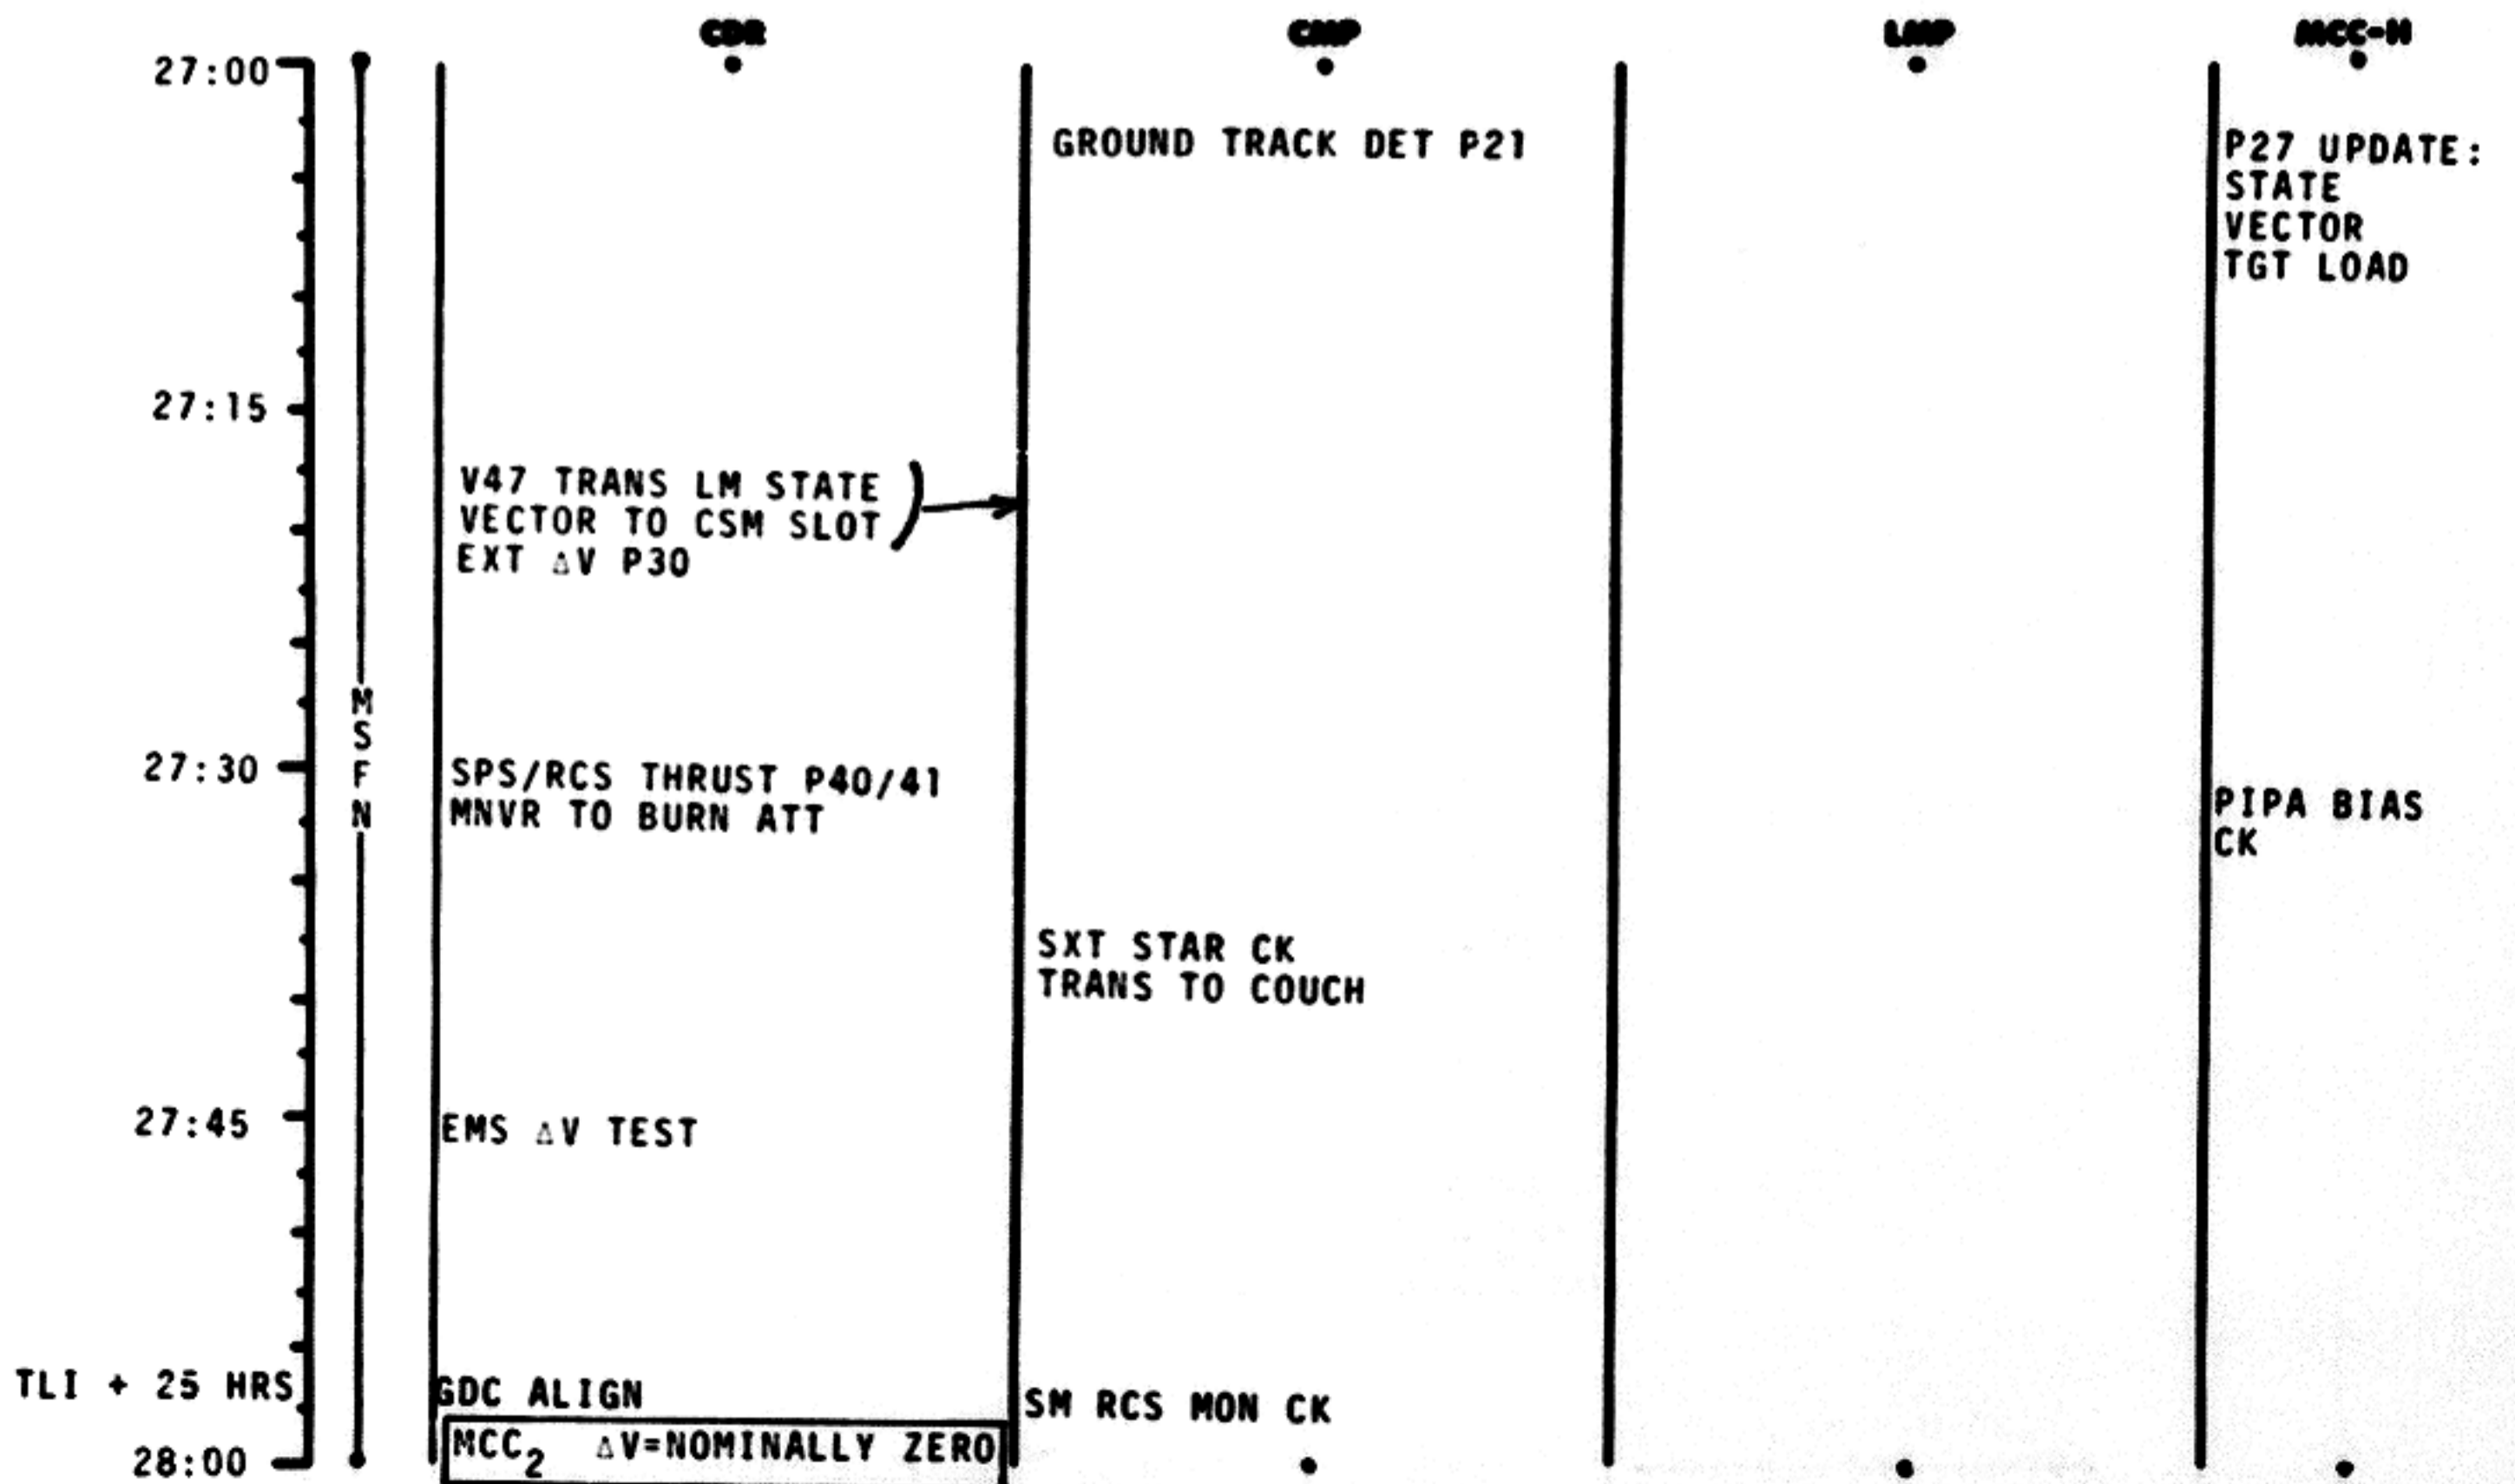 CDR CMP LMP MCC-H
27:00
GROUND TRACK DET P21
P27 UPDATE:
STATE
VECTOR
TGT LOAD
27:15
V47 TRANS LM STATE
VECTOR TO CSM SLOT
EXT ΔV P30
M
S
F
N
27:30
SPS/RCS THRUST P40/41
MNVR TO BURN ATT
PIPA BIAS
CK
SXT STAR CK
TRANS TO COUCH
27:45
EMS ΔV TEST
TLI + 25 HRS
GDC ALIGN
SM RCS MON CK
MCC2 ΔV=NOMINALLY ZERO
28:00